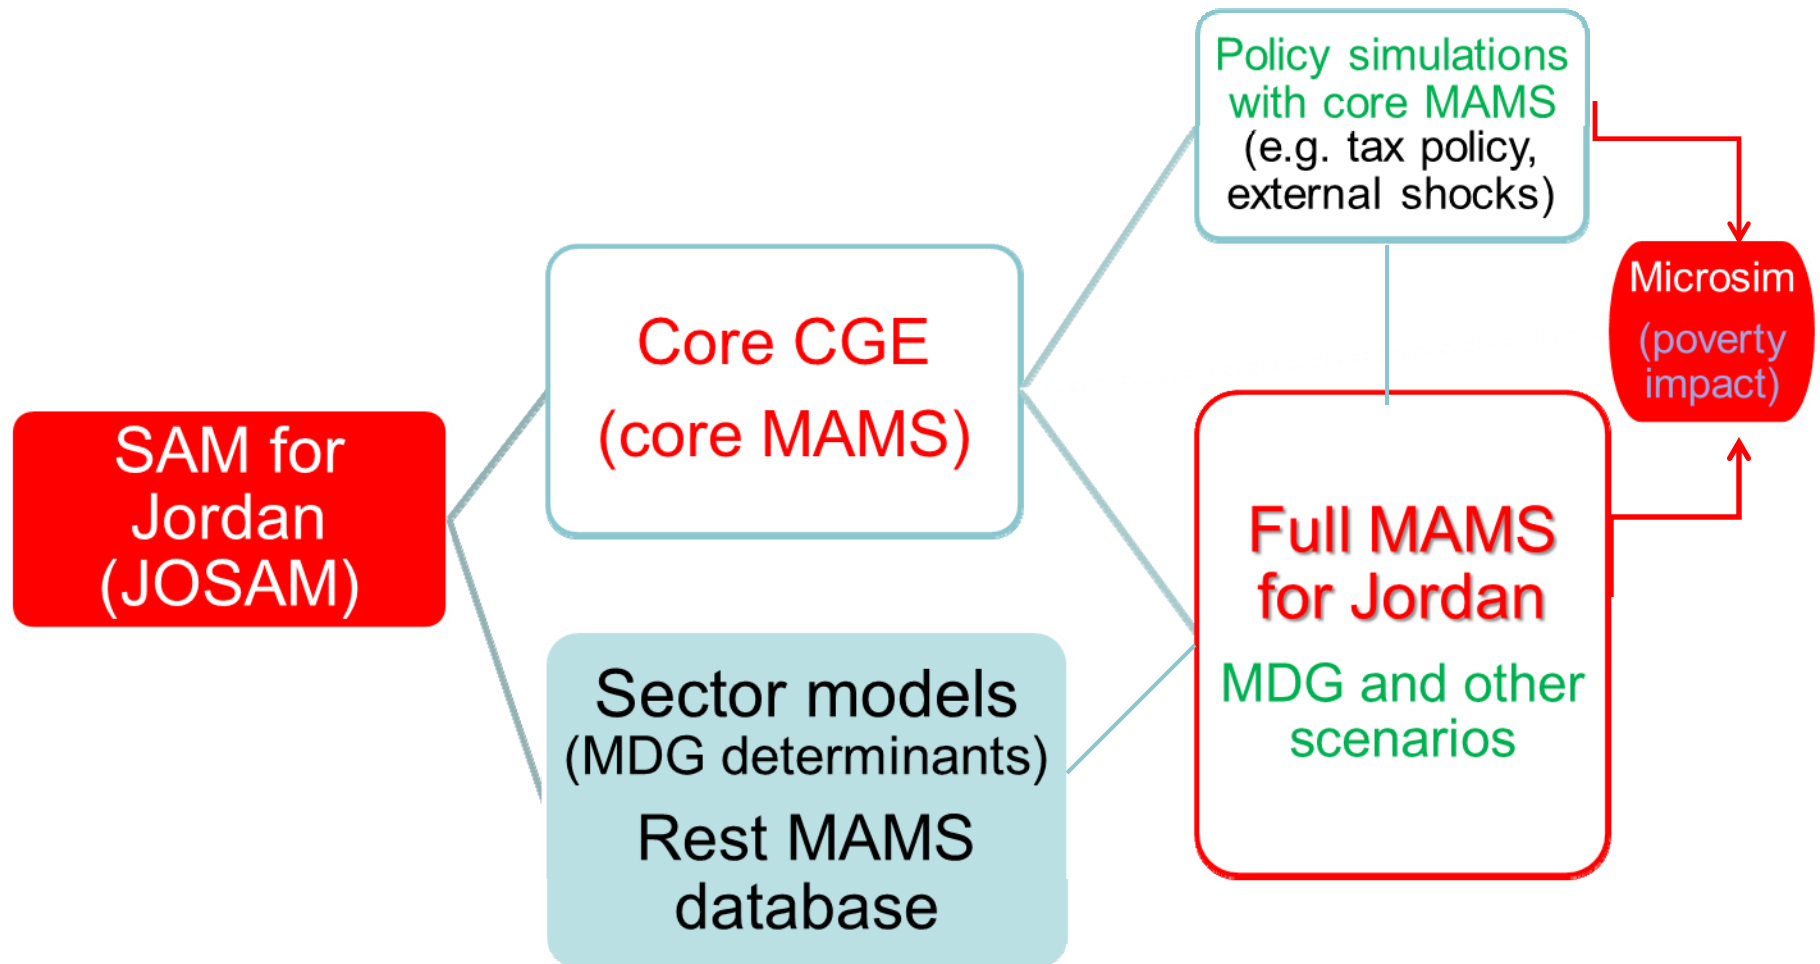 SAM for
Jordan
(JOSAM)
Core CGE
(core MAMS)
Sector models
(MDG determinants)
Rest MAMS
database
Policy simulations
with core MAMS
(e.g. tax policy,
external shocks)
Full MAMS
for Jordan
MDG and other
scenarios
Microsim
(poverty
impact)